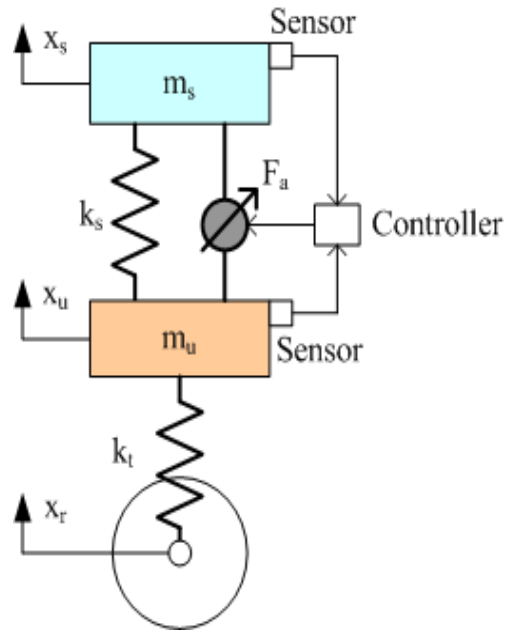 Sensor
xₛ
mₛ
Fₐ
kₛ
Controller
xᵤ
mᵤ
Sensor
kₜ
xᵣ